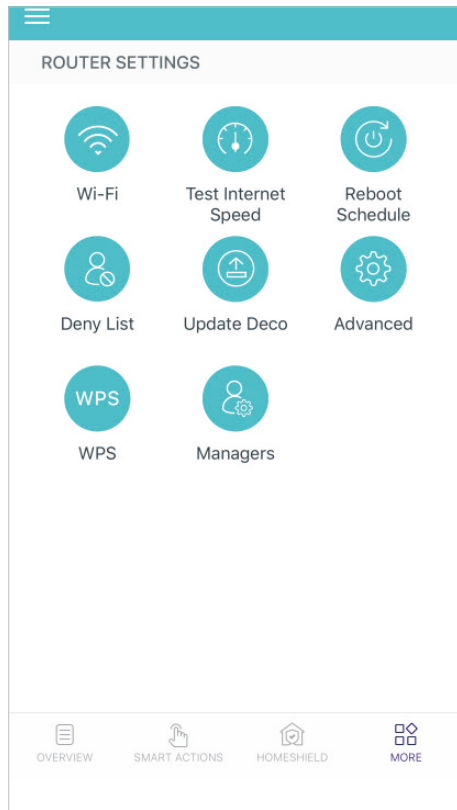 ROUTER SETTINGS
Wi-Fi
Test Internet
Speed
Reboot
Schedule
Deny List
Update Deco
Advanced
WPS
WPS
Managers
OVERVIEW
SMART ACTIONS
HOMESHIELD
MORE